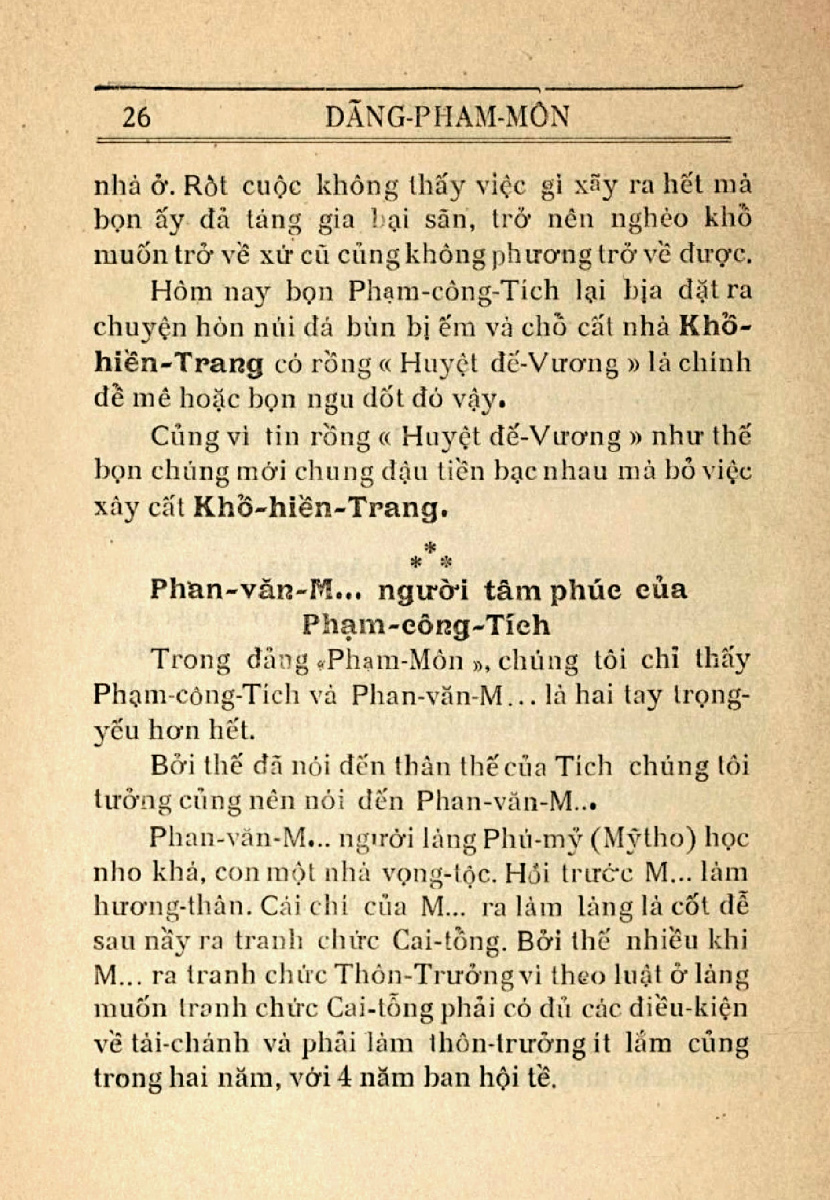 26 DÃNG-PHAM-MÔN
nhà ở. Rốt cuộc không thấy việc gì xãy ra hết mà
bọn ấy đả táng gia bại sãn, trở nên nghèo khổ
muốn trở về xứ cũ củng không phương trở về được.
Hôm nay bọn Phạm-công-Tích lại bịa đặt ra
chuyện hòn núi đá bùn bị ếm và chổ cất nhà Khổ-
hiền-Trang có rồng « Huyệt đế-Vương » là chính
đề mê hoặc bọn ngu dốt đó vậy.
Củng vì tin rồng « Huyệt đế-Vương » như thế
bọn chúng mới chung đậu tiền bạc nhau mà bỏ việc
xây cất Khổ-hiền-Trang.
*
* *
Phan-văn-M... người tâm phúc của
Phạm-công-Tích
Trong đảng «Phạm-Môn », chúng tôi chỉ thấy
Phạm-công-Tích và Phan-văn-M... là hai tay trọng-
yếu hơn hết.
Bởi thế đã nói đến thân thế của Tích chúng tôi
tưởng củng nên nói đến Phan-văn-M...
Phan-văn-M... người làng Phú-mỷ (Mỹtho) học
nho khá, con một nhà vọng-tộc. Hồi trước M... làm
hương-thân. Cái chí của M... ra làm làng là cốt dễ
sau nầy ra tranh chức Cai-tổng. Bởi thế nhiều khi
M... ra tranh chức Thôn-Trưởng vì theo luật ở làng
muốn tranh chức Cai-tổng phải có đủ các điều-kiện
về tài-chánh và phải làm thôn-trưởng ít lắm củng
trong hai năm, với 4 năm ban hội tề.